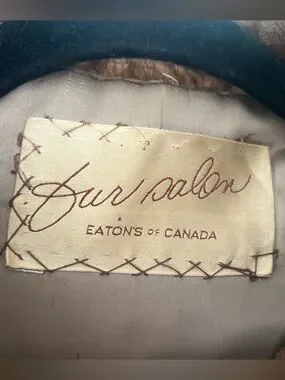 fur salon
EATON'S OF CANADA